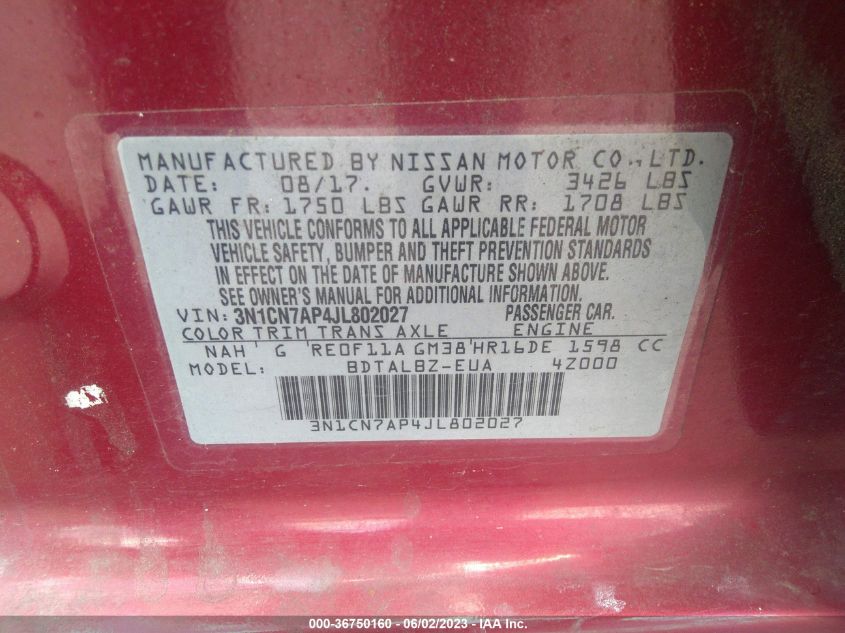 MANUFACTURED BY NISSAN MOTOR CO., LTD.
DATE: 08/17. GVWR: 3426 LBS
GAWR FR: 1750 LBS GAWR RR: 1708 LBS
THIS VEHICLE CONFORMS TO ALL APPLICABLE FEDERAL MOTOR
VEHICLE SAFETY, BUMPER AND THEFT PREVENTION STANDARDS
IN EFFECT ON THE DATE OF MANUFACTURE SHOWN ABOVE.
SEE OWNER'S MANUAL FOR ADDITIONAL INFORMATION.
VIN: 3N1CN7AP4JL802027 PASSENGER CAR.
COLOR TRIM TRANS AXLE ENGINE
NAH' G 'RE0F11A GM38'HR16DE 1598 CC
MODEL: BDTALBZ-EUA 4Z000
3N1CN7AP4JL802027
000-36750160 - 06/02/2023 - IAA Inc.